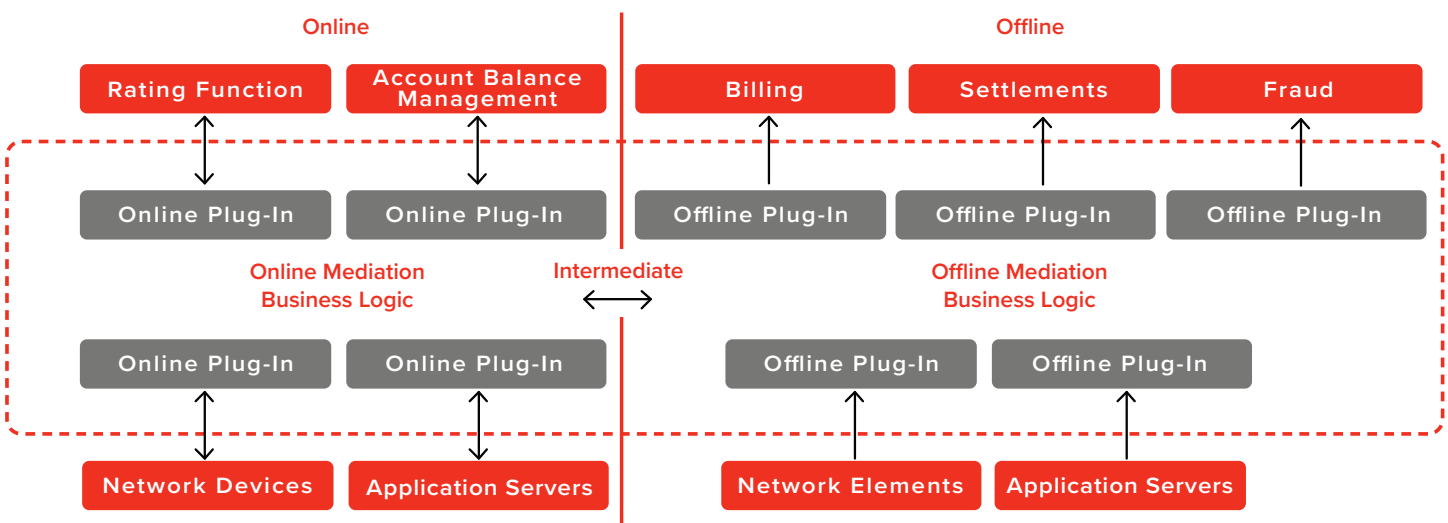 Online
Offline
Rating Function
Account Balance
Management
Billing
Settlements
Fraud
Online Plug-In
Online Plug-In
Offline Plug-In
Offline Plug-In
Offline Plug-In
Online Mediation
Business Logic
Intermediate
Offline Mediation
Business Logic
Online Plug-In
Online Plug-In
Offline Plug-In
Offline Plug-In
Network Devices
Application Servers
Network Elements
Application Servers